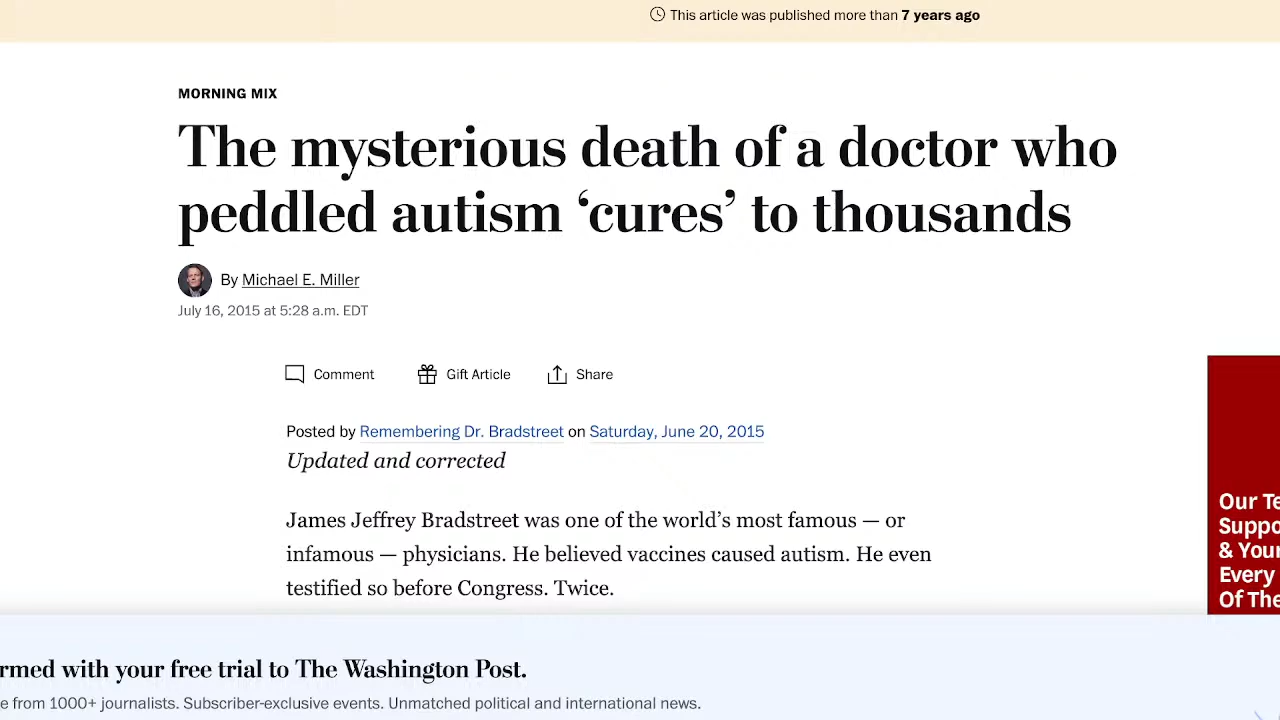 This article was published more than 7 years ago
MORNING MIX
The mysterious death of a doctor who
peddled autism ‘cures’ to thousands
By Michael E. Miller
July 16, 2015 at 5:28 a.m. EDT
Comment
Gift Article
Share
Posted by Remembering Dr. Bradstreet on Saturday, June 20, 2015
Updated and corrected
James Jeffrey Bradstreet was one of the world’s most famous — or
infamous — physicians. He believed vaccines caused autism. He even
testified so before Congress. Twice.
Our
& Your
Every
Of
with your free trial to The Washington Post.
from 1000+ journalists. Subscriber-exclusive events. Unmatched political and international news.